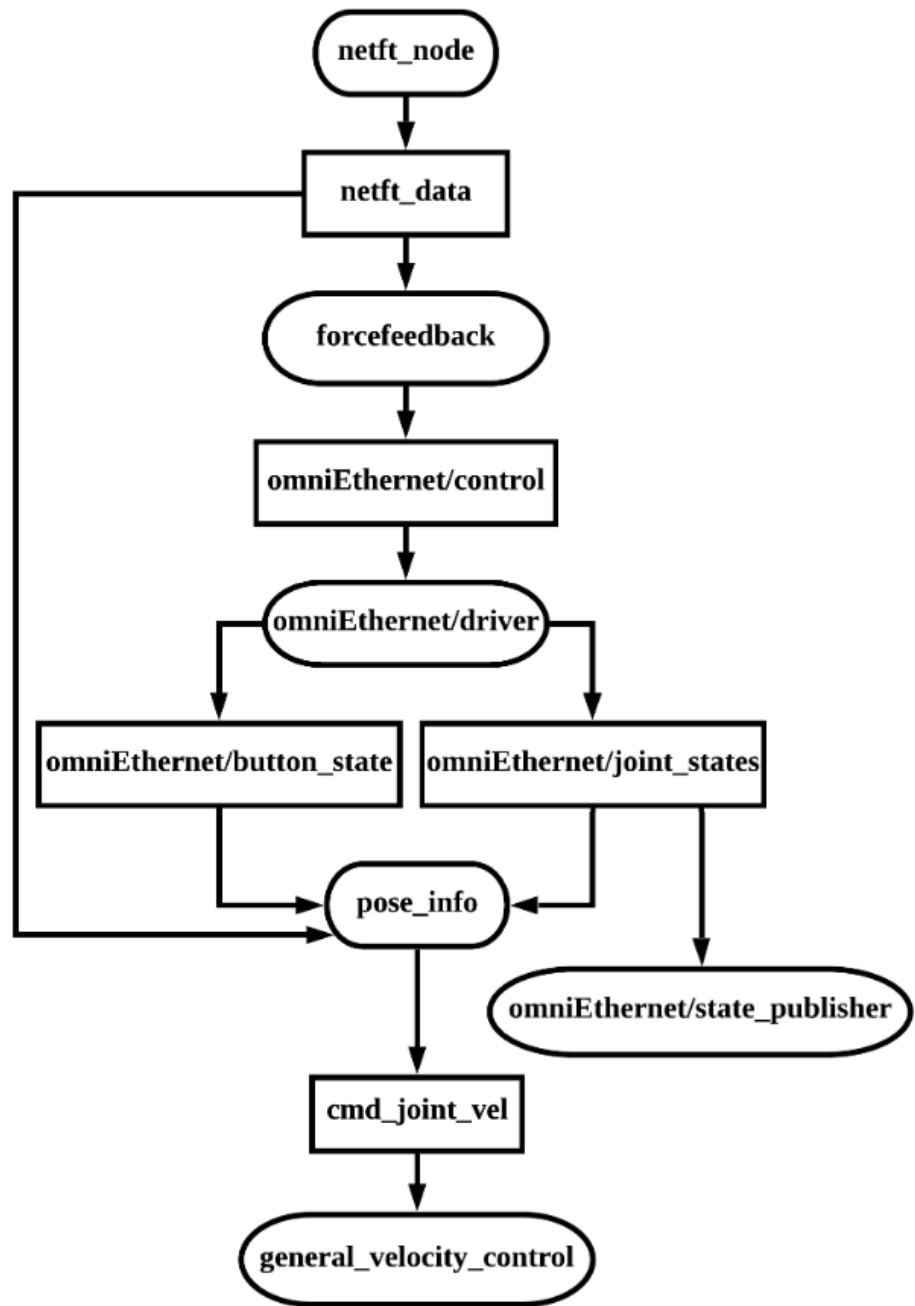 netft_node
netft_data
forcefeedback
omniEthernet/control
omniEthernet/driver
omniEthernet/button_state
omniEthernet/joint_states
pose_info
omniEthernet/state_publisher
cmd_joint_vel
general_velocity_control